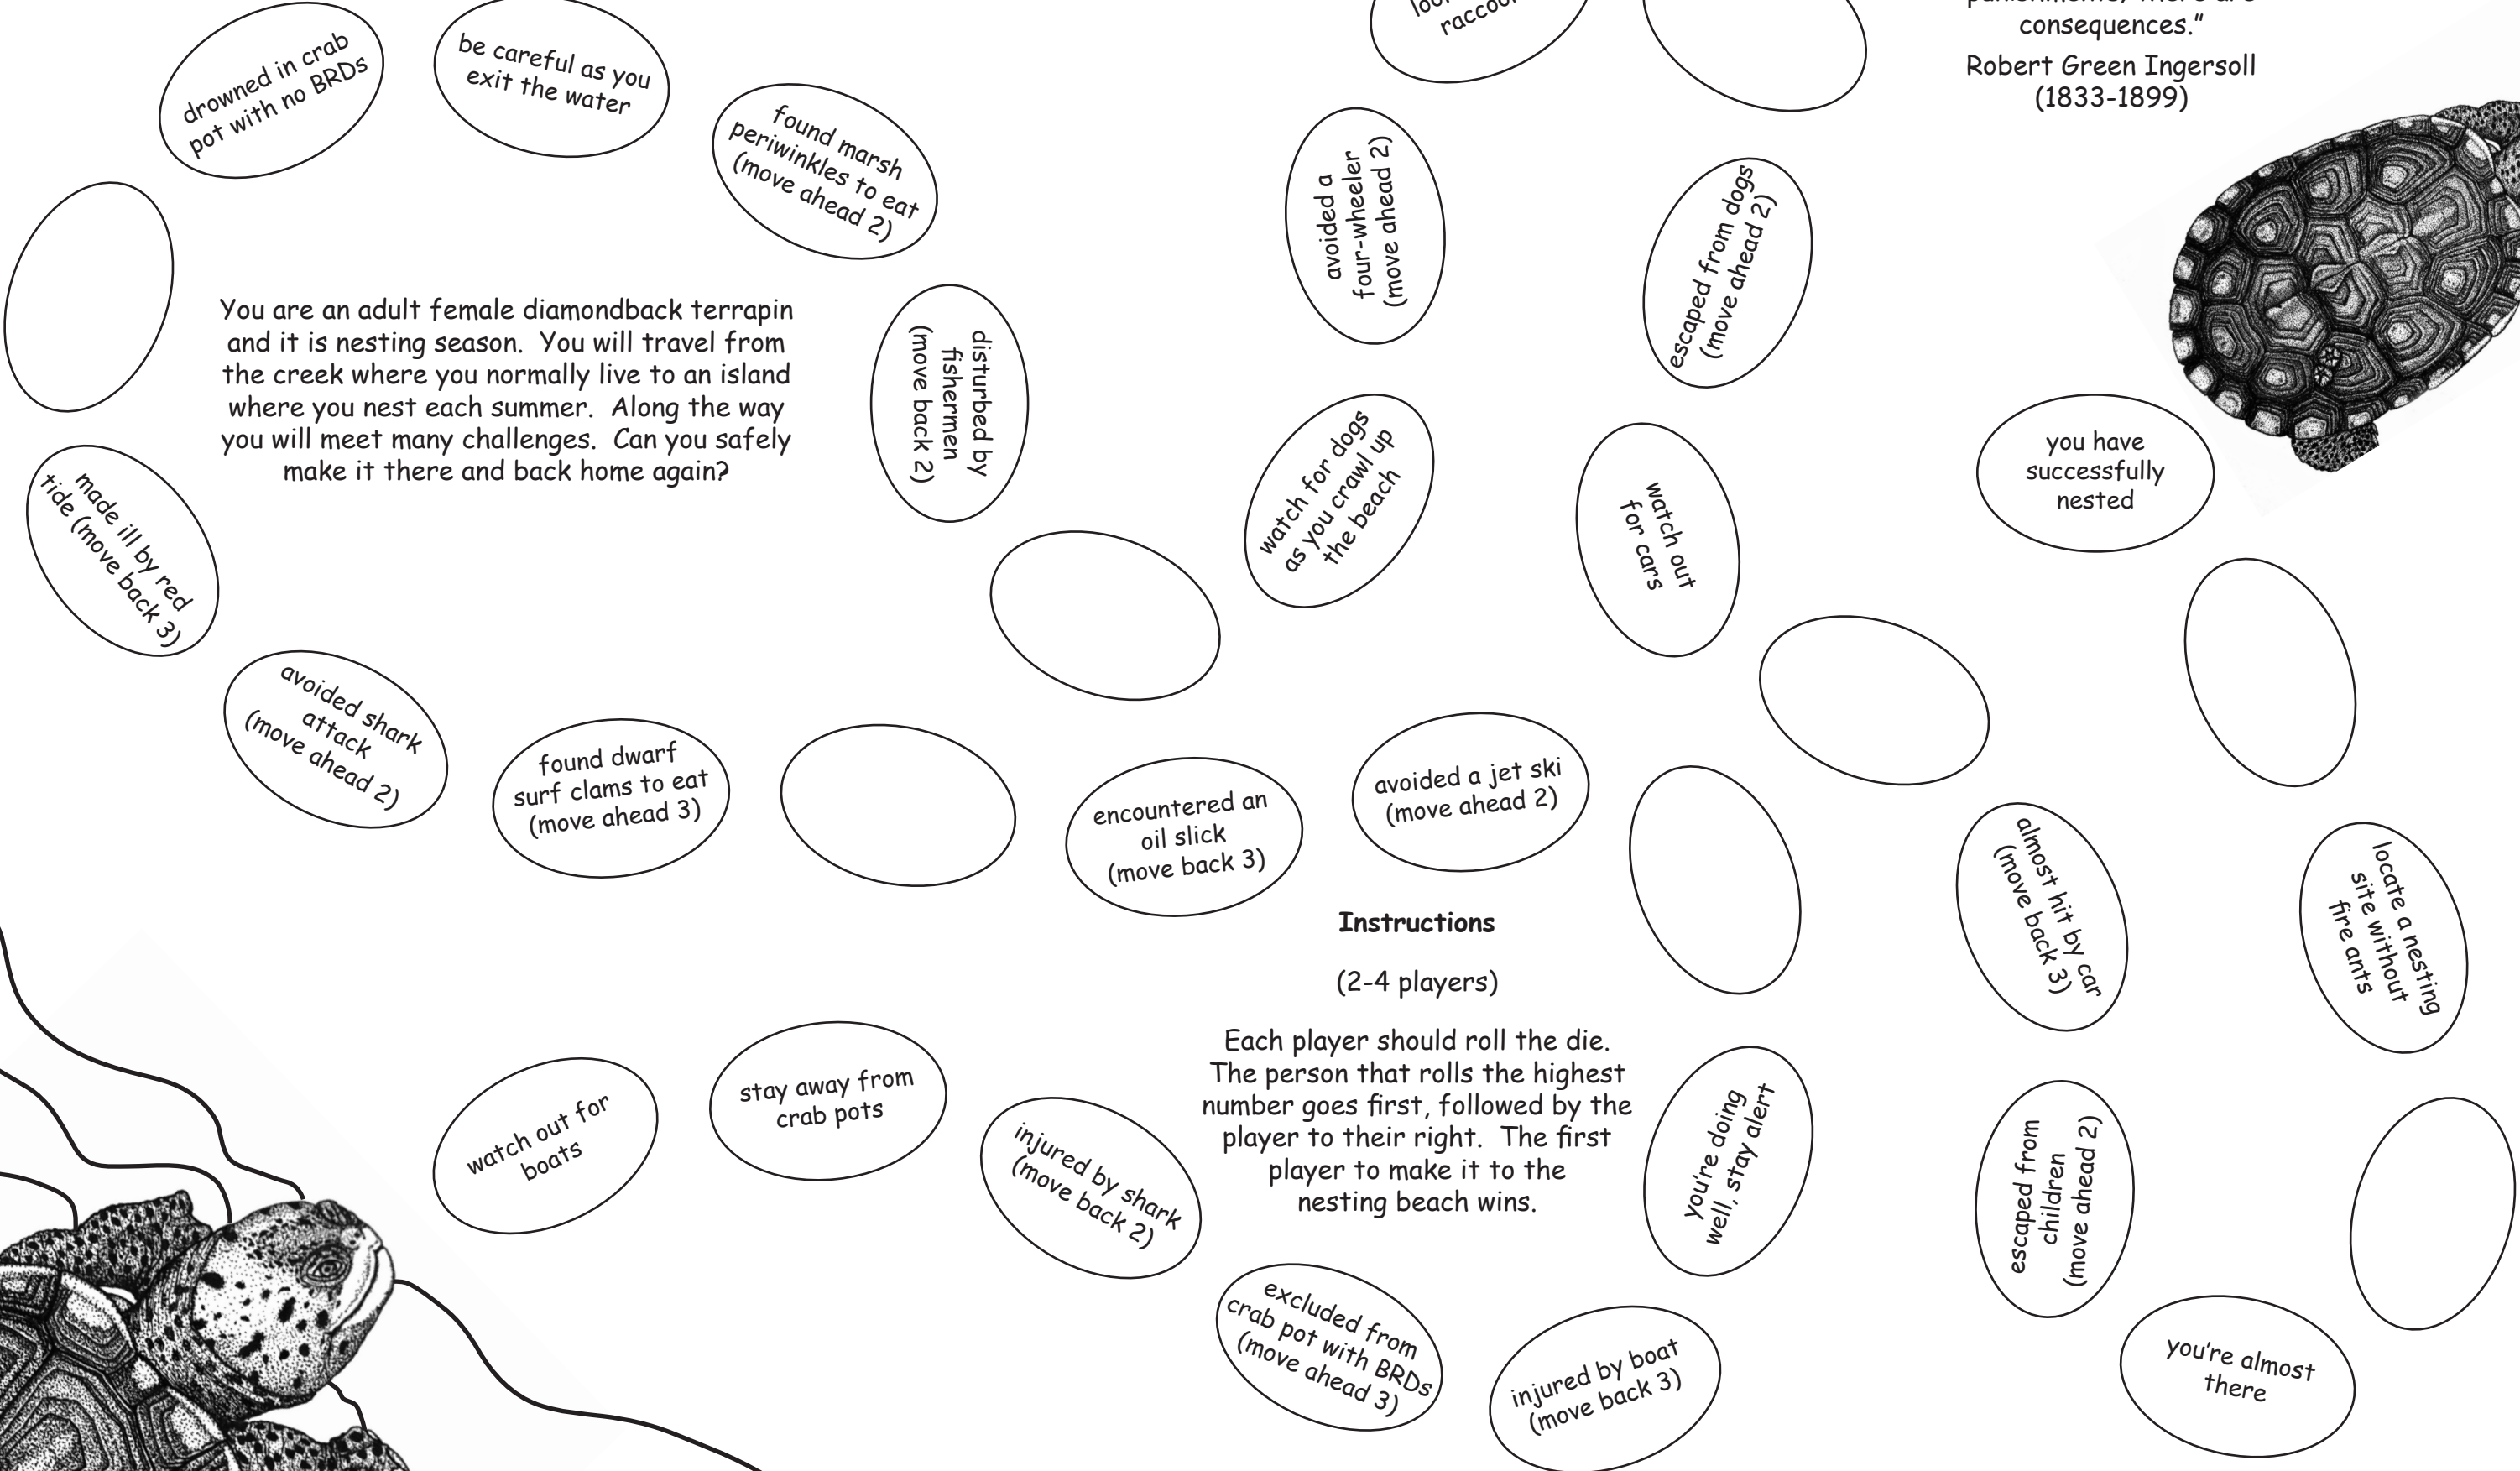 drowned in crab
pot with no BRDs
be careful as you
exit the water
found marsh
periwinkles to eat
(move ahead 2)
consequences."
Robert Green Ingersoll
(1833-1899)
avoided a
four-wheeler
(move ahead 2)
escaped from dogs
(move ahead 2)
You are an adult female diamondback terrapin
and it is nesting season.  You will travel from
the creek where you normally live to an island
where you nest each summer.  Along the way
you will meet many challenges.  Can you safely
make it there and back home again?
disturbed by
fishermen
(move back 2)
watch for dogs
as you crawl up
the beach
watch out
for cars
you have
successfully
nested
made ill by red
tide (move back 3)
avoided shark
attack
(move ahead 2)
found dwarf
surf clams to eat
(move ahead 3)
encountered an
oil slick
(move back 3)
avoided a jet ski
(move ahead 2)
almost hit by car
(move back 3)
locate a nesting
site without
fire ants
Instructions
(2-4 players)
Each player should roll the die.
The person that rolls the highest
number goes first, followed by the
player to their right.  The first
player to make it to the
nesting beach wins.
watch out for
boats
stay away from
crab pots
injured by shark
(move back 2)
excluded from
crab pot with BRDs
(move ahead 3)
injured by boat
(move back 3)
you're doing
well, stay alert
escaped from
children
(move ahead 2)
you're almost
there